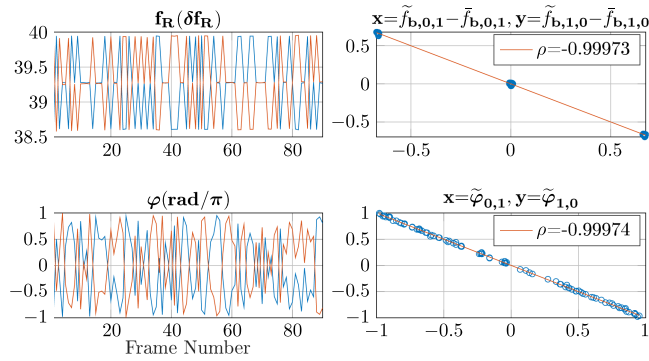 f_R(δf_R)
40
39.5
39
38.5
20 40 60 80
x=f̃_b,0,1−f̄_b,0,1, y=f̃_b,1,0−f̄_b,1,0
ρ=-0.99973
0.5
0
−0.5
−0.5 0 0.5
φ(rad/π)
1
0.5
0
−0.5
−1
20 40 60 80
Frame Number
x=φ̃_0,1, y=φ̃_1,0
ρ=-0.99974
1
0.5
0
−0.5
−1
−1 −0.5 0 0.5 1